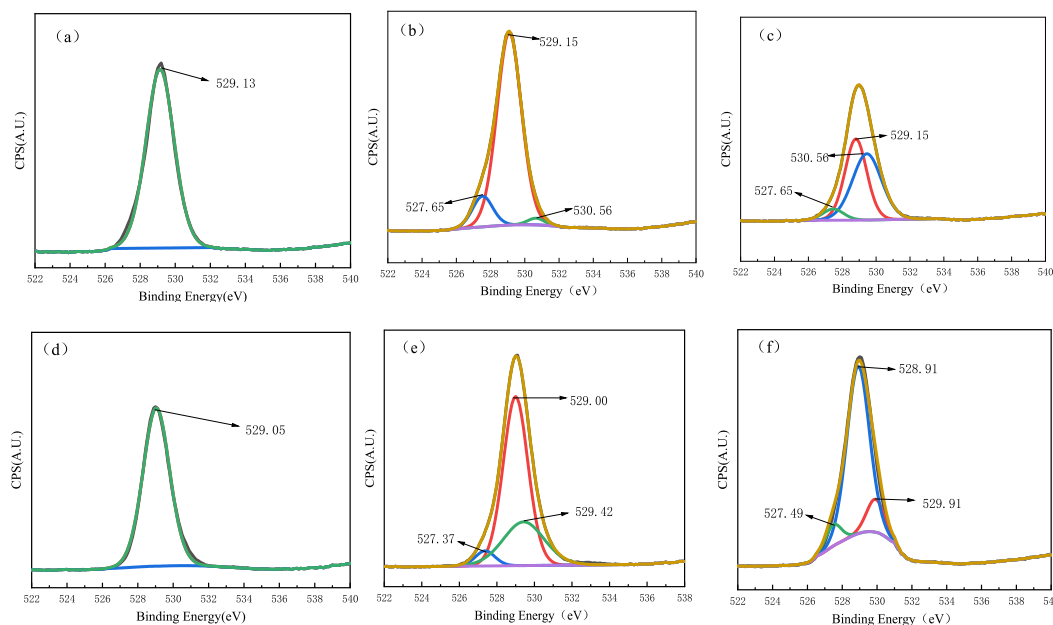 (a)
529.13
CPS(A.U.)
522 524 526 528 530 532 534 536 538 540
Binding Energy(eV)
(b)
529.15
527.65
530.56
CPS(A.U.)
522 524 526 528 530 532 534 536 538 540
Binding Energy（eV）
(c)
529.15
530.56
527.65
CPS(A.U.)
522 524 526 528 530 532 534 536 538 540
Binding Energy（eV）
(d)
529.05
CPS(A.U.)
522 524 526 528 530 532 534 536 538 540
Binding Energy(eV)
(e)
529.00
529.42
527.37
CPS(A.U.)
522 524 526 528 530 532 534 536 538
Binding Energy（eV）
(f)
528.91
529.91
527.49
CPS(A.U.)
522 524 526 528 530 532 534 536 538 540
Binding Energy（eV）